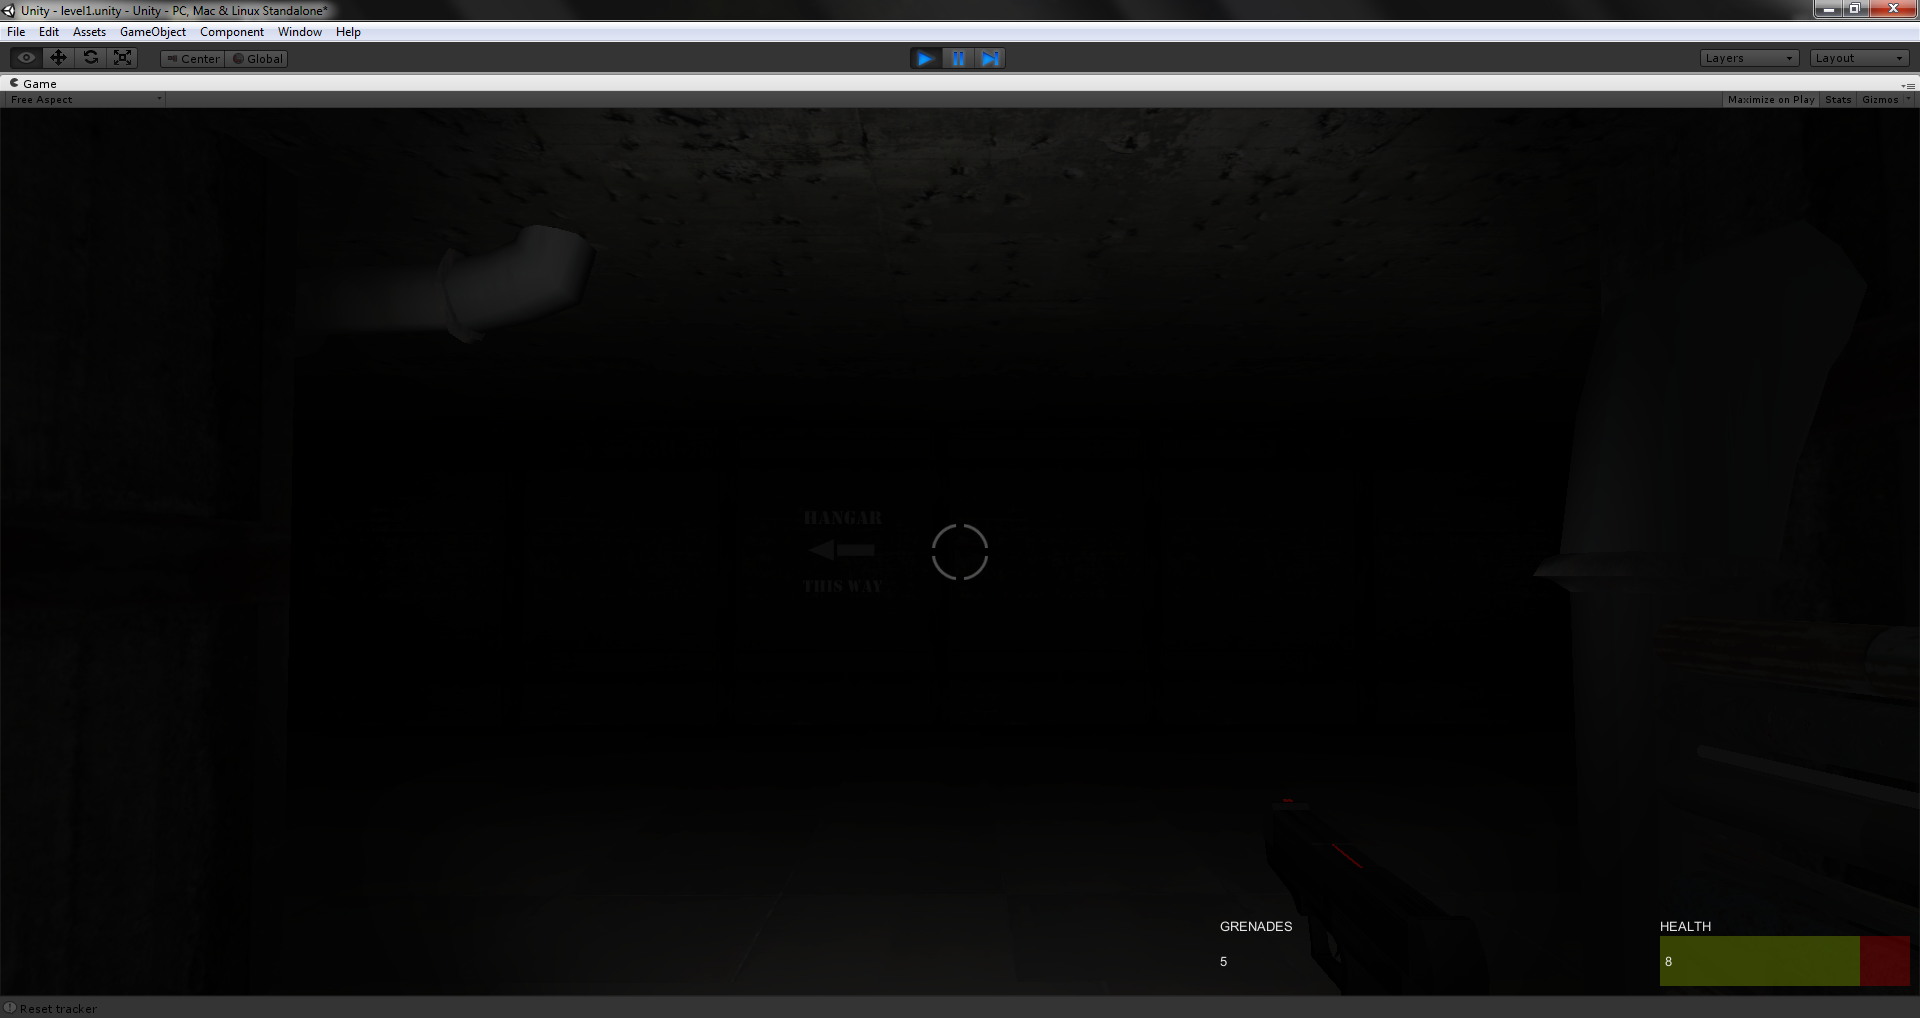 Unity - level1.unity - Unity - PC, Mac & Linux Standalone*
File Edit Assets GameObject Component Window Help
Center Global Layers Layout
Game
Free Aspect Maximize on Play Stats Gizmos
HANGAR
THIS WAY
GRENADES HEALTH
5 8
Reset tracker